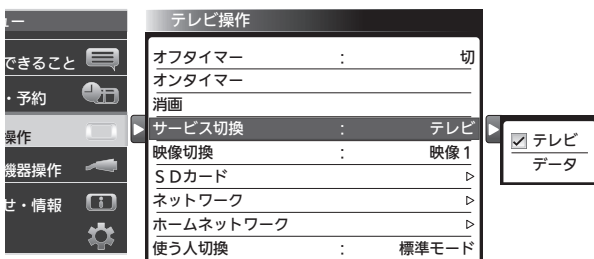 ー
できること
・予約
操作
機器操作
せ・情報
テレビ操作
オフタイマー : 切
オンタイマー
消画
サービス切換 : テレビ
映像切換 : 映像1
SDカード
ネットワーク
ホームネットワーク
使う人切換 : 標準モード
テレビ
データ